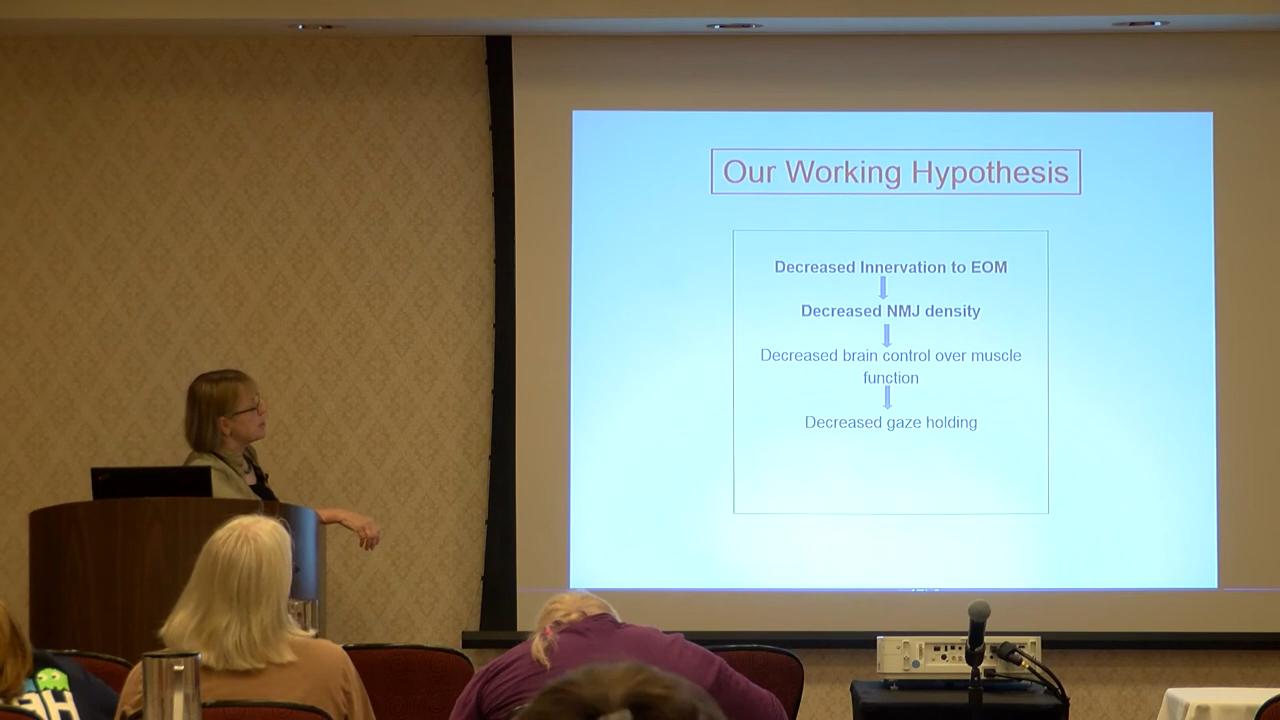 Our Working Hypothesis
Decreased Innervation to EOM
Decreased NMJ density
Decreased brain control over muscle
function
Decreased gaze holding